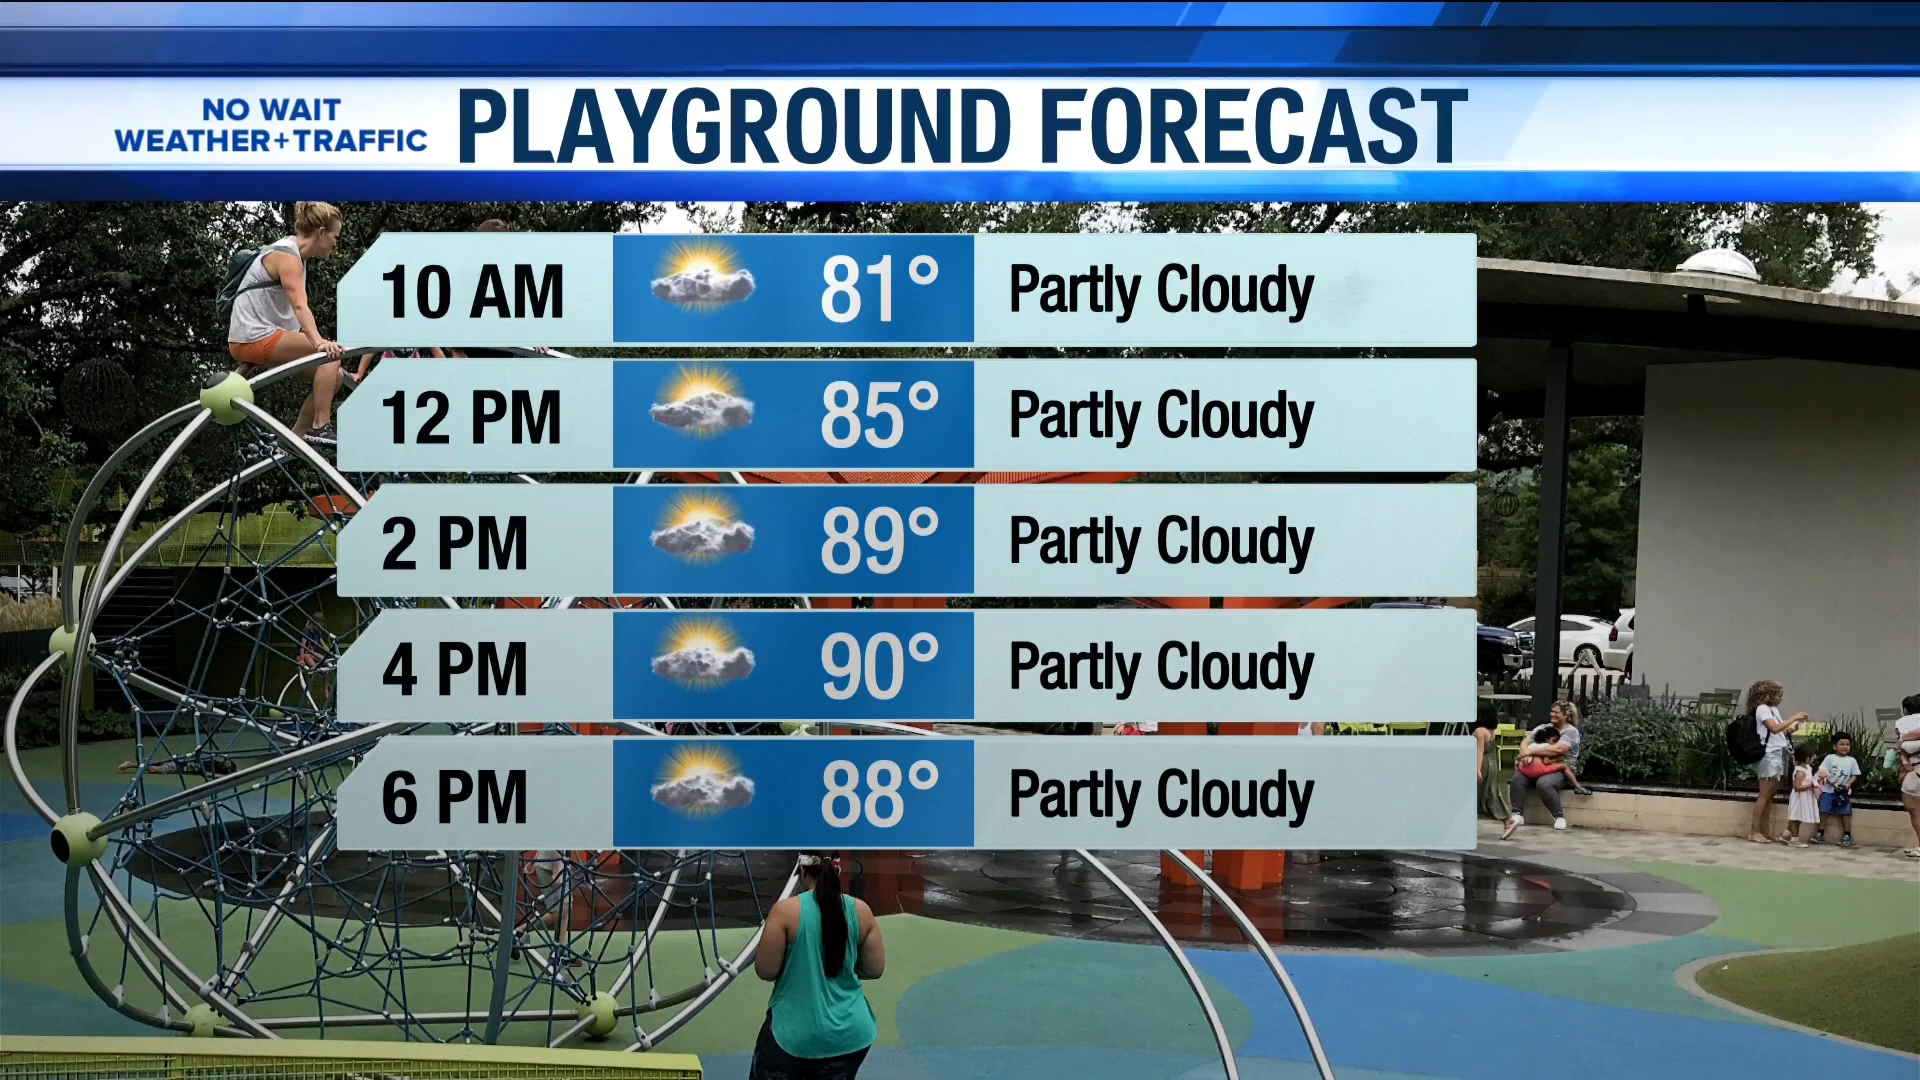 NO WAIT
WEATHER+TRAFFIC
PLAYGROUND FORECAST
10 AM 81° Partly Cloudy
12 PM 85° Partly Cloudy
2 PM 89° Partly Cloudy
4 PM 90° Partly Cloudy
6 PM 88° Partly Cloudy